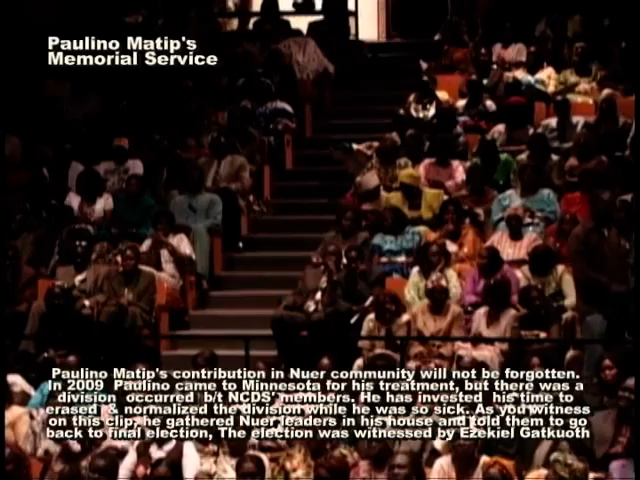 Paulino Matip's
Memorial Service
Paulino Matip's contribution in Nuer community will not be forgotten.
In 2009 Paulino came to Minnesota for his treatment, but there was a
division occurred b/t NCDS' members. He has invested his time to
erased & normalized the division while he was so sick. As you witness
on this clip, he gathered Nuer leaders in his house and told them to go
back to final election, The election was witnessed by Ezekiel Gatkuoth